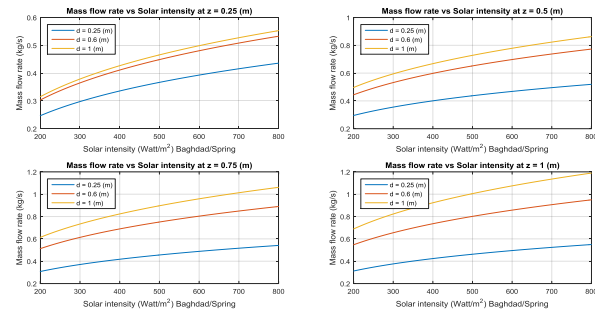 Mass flow rate vs Solar intensity at z = 0.25 (m)
Mass flow rate (kg/s)
0.6
0.5
0.4
0.3
0.2
d = 0.25 (m)
d = 0.6 (m)
d = 1 (m)
200 300 400 500 600 700 800
Solar intensity (Watt/m²) Baghdad/Spring
Mass flow rate vs Solar intensity at z = 0.5 (m)
Mass flow rate (kg/s)
1
0.8
0.6
0.4
0.2
d = 0.25 (m)
d = 0.6 (m)
d = 1 (m)
200 300 400 500 600 700 800
Solar intensity (Watt/m²) Baghdad/Spring
Mass flow rate vs Solar intensity at z = 0.75 (m)
Mass flow rate (kg/s)
1.2
1
0.8
0.6
0.4
0.2
d = 0.25 (m)
d = 0.6 (m)
d = 1 (m)
200 300 400 500 600 700 800
Solar intensity (Watt/m²) Baghdad/Spring
Mass flow rate vs Solar intensity at z = 1 (m)
Mass flow rate (kg/s)
1.2
1
0.8
0.6
0.4
0.2
d = 0.25 (m)
d = 0.6 (m)
d = 1 (m)
200 300 400 500 600 700 800
Solar intensity (Watt/m²) Baghdad/Spring